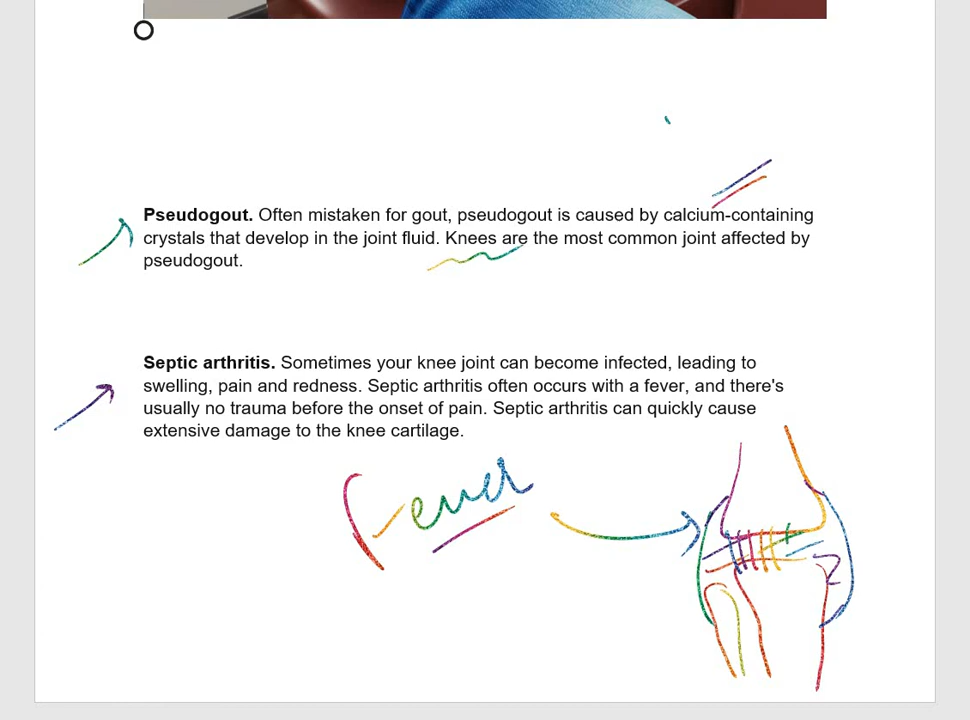 Pseudogout. Often mistaken for gout, pseudogout is caused by calcium-containing
crystals that develop in the joint fluid. Knees are the most common joint affected by
pseudogout.
Septic arthritis. Sometimes your knee joint can become infected, leading to
swelling, pain and redness. Septic arthritis often occurs with a fever, and there's
usually no trauma before the onset of pain. Septic arthritis can quickly cause
extensive damage to the knee cartilage.
Fever